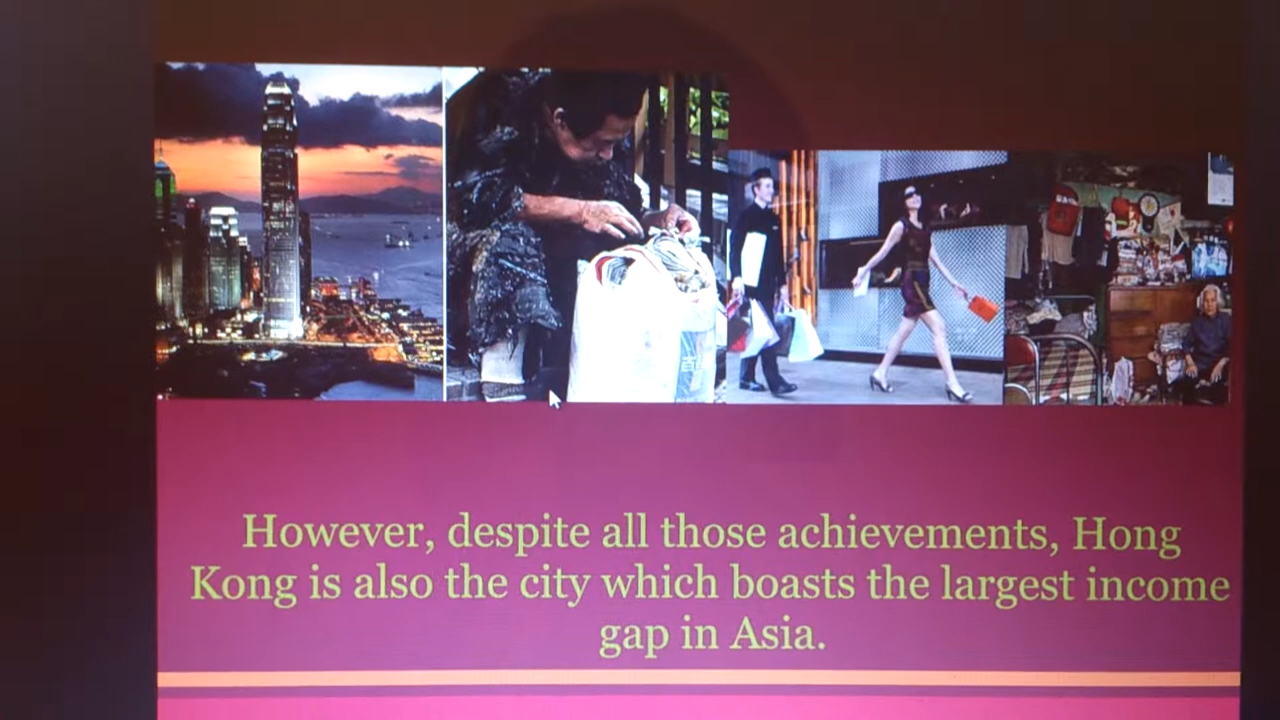 However, despite all those achievements, Hong
Kong is also the city which boasts the largest income
gap in Asia.